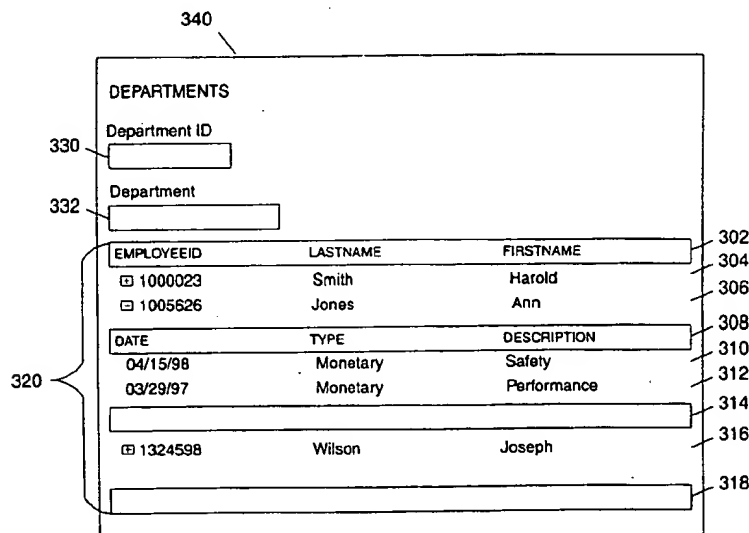 340
DEPARTMENTS
Department ID
330
Department
332
302
EMPLOYEEID LASTNAME FIRSTNAME
304
1000023 Smith Harold
306
1005626 Jones Ann
308
DATE TYPE DESCRIPTION
310
04/15/98 Monetary Safety
312
320
03/29/97 Monetary Performance
314
316
1324598 Wilson Joseph
318